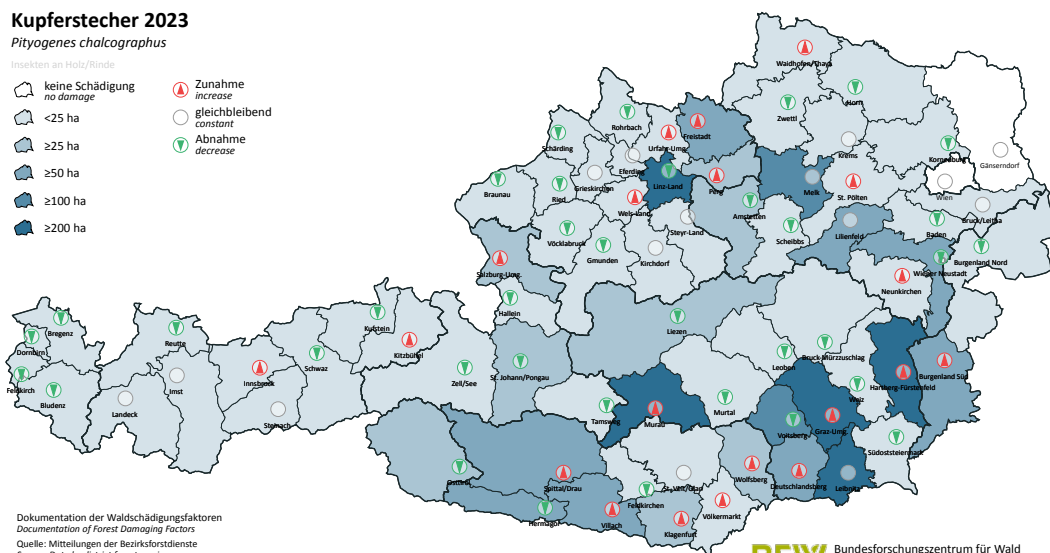 Kupferstecher 2023
Pityogenes chalcographus
Insekten an Holz/Rinde
keine Schädigung
no damage
<25 ha
≥25 ha
≥50 ha
≥100 ha
≥200 ha
Zunahme
increase
gleichbleibend
constant
Abnahme
decrease
Waidhofen/Thaya
Horn
Zwettl
Rohrbach
Freistadt
Urfahr-Umg.
Schärding
Krems
Korneuburg
Gänserndorf
Eferding
Grieskirchen
Linz-Land
Perg
Melk
St. Pölten
Wien
Braunau
Ried
Wels-Land
Amstetten
Bruck/Leitha
Steyr-Land
Scheibbs
Lilienfeld
Baden
Vöcklabruck
Gmunden
Kirchdorf
Burgenland Nord
Wiener Neustadt
Salzburg-Umg.
Neunkirchen
Hallein
Liezen
Bregenz
Dornbirn
Reutte
Kufstein
Kitzbühel
Bruck-Mürzzuschlag
Leoben
Feldkirch
Bludenz
Innsbruck
Schwaz
Zell/See
St. Johann/Pongau
Hartberg-Fürstenfeld
Burgenland Süd
Imst
Landeck
Steinach
Tamsweg
Murau
Murtal
Weiz
Voitsberg
Graz-Umg.
Südoststeiermark
Osttirol
Spittal/Drau
Feldkirchen
St. Veit/Glan
Wolfsberg
Deutschlandsberg
Leibnitz
Hermagor
Villach
Klagenfurt
Völkermarkt
Dokumentation der Waldschädigungsfaktoren
Documentation of Forest Damaging Factors
Quelle: Mitteilungen der Bezirksforstdienste
BFW
Bundesforschungszentrum für Wald